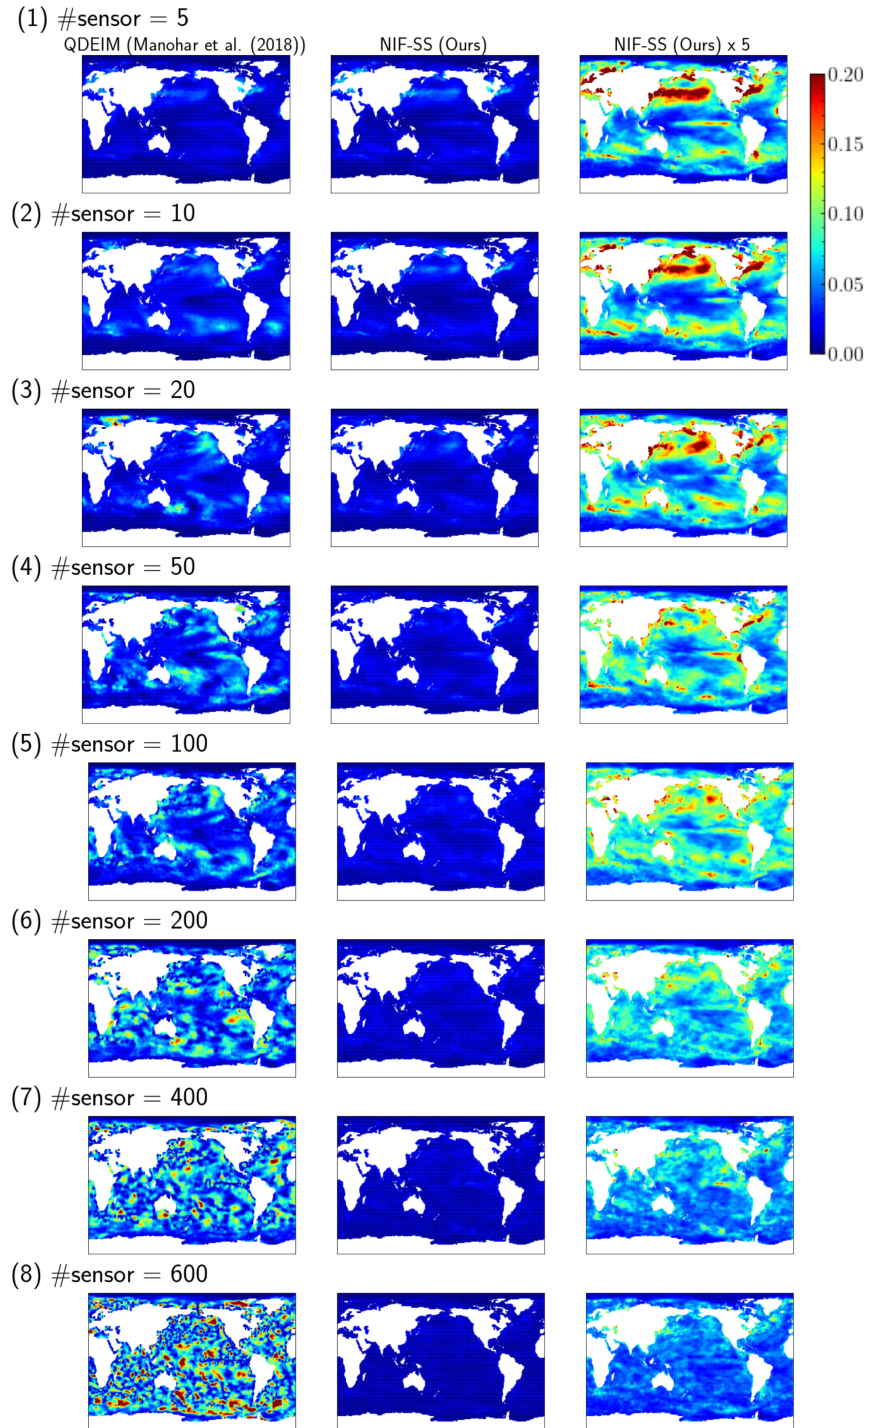 (1) #sensor = 5
QDEIM (Manohar et al. (2018))
NIF-SS (Ours)
NIF-SS (Ours) x 5
0.20
0.15
0.10
0.05
0.00
(2) #sensor = 10
(3) #sensor = 20
(4) #sensor = 50
(5) #sensor = 100
(6) #sensor = 200
(7) #sensor = 400
(8) #sensor = 600